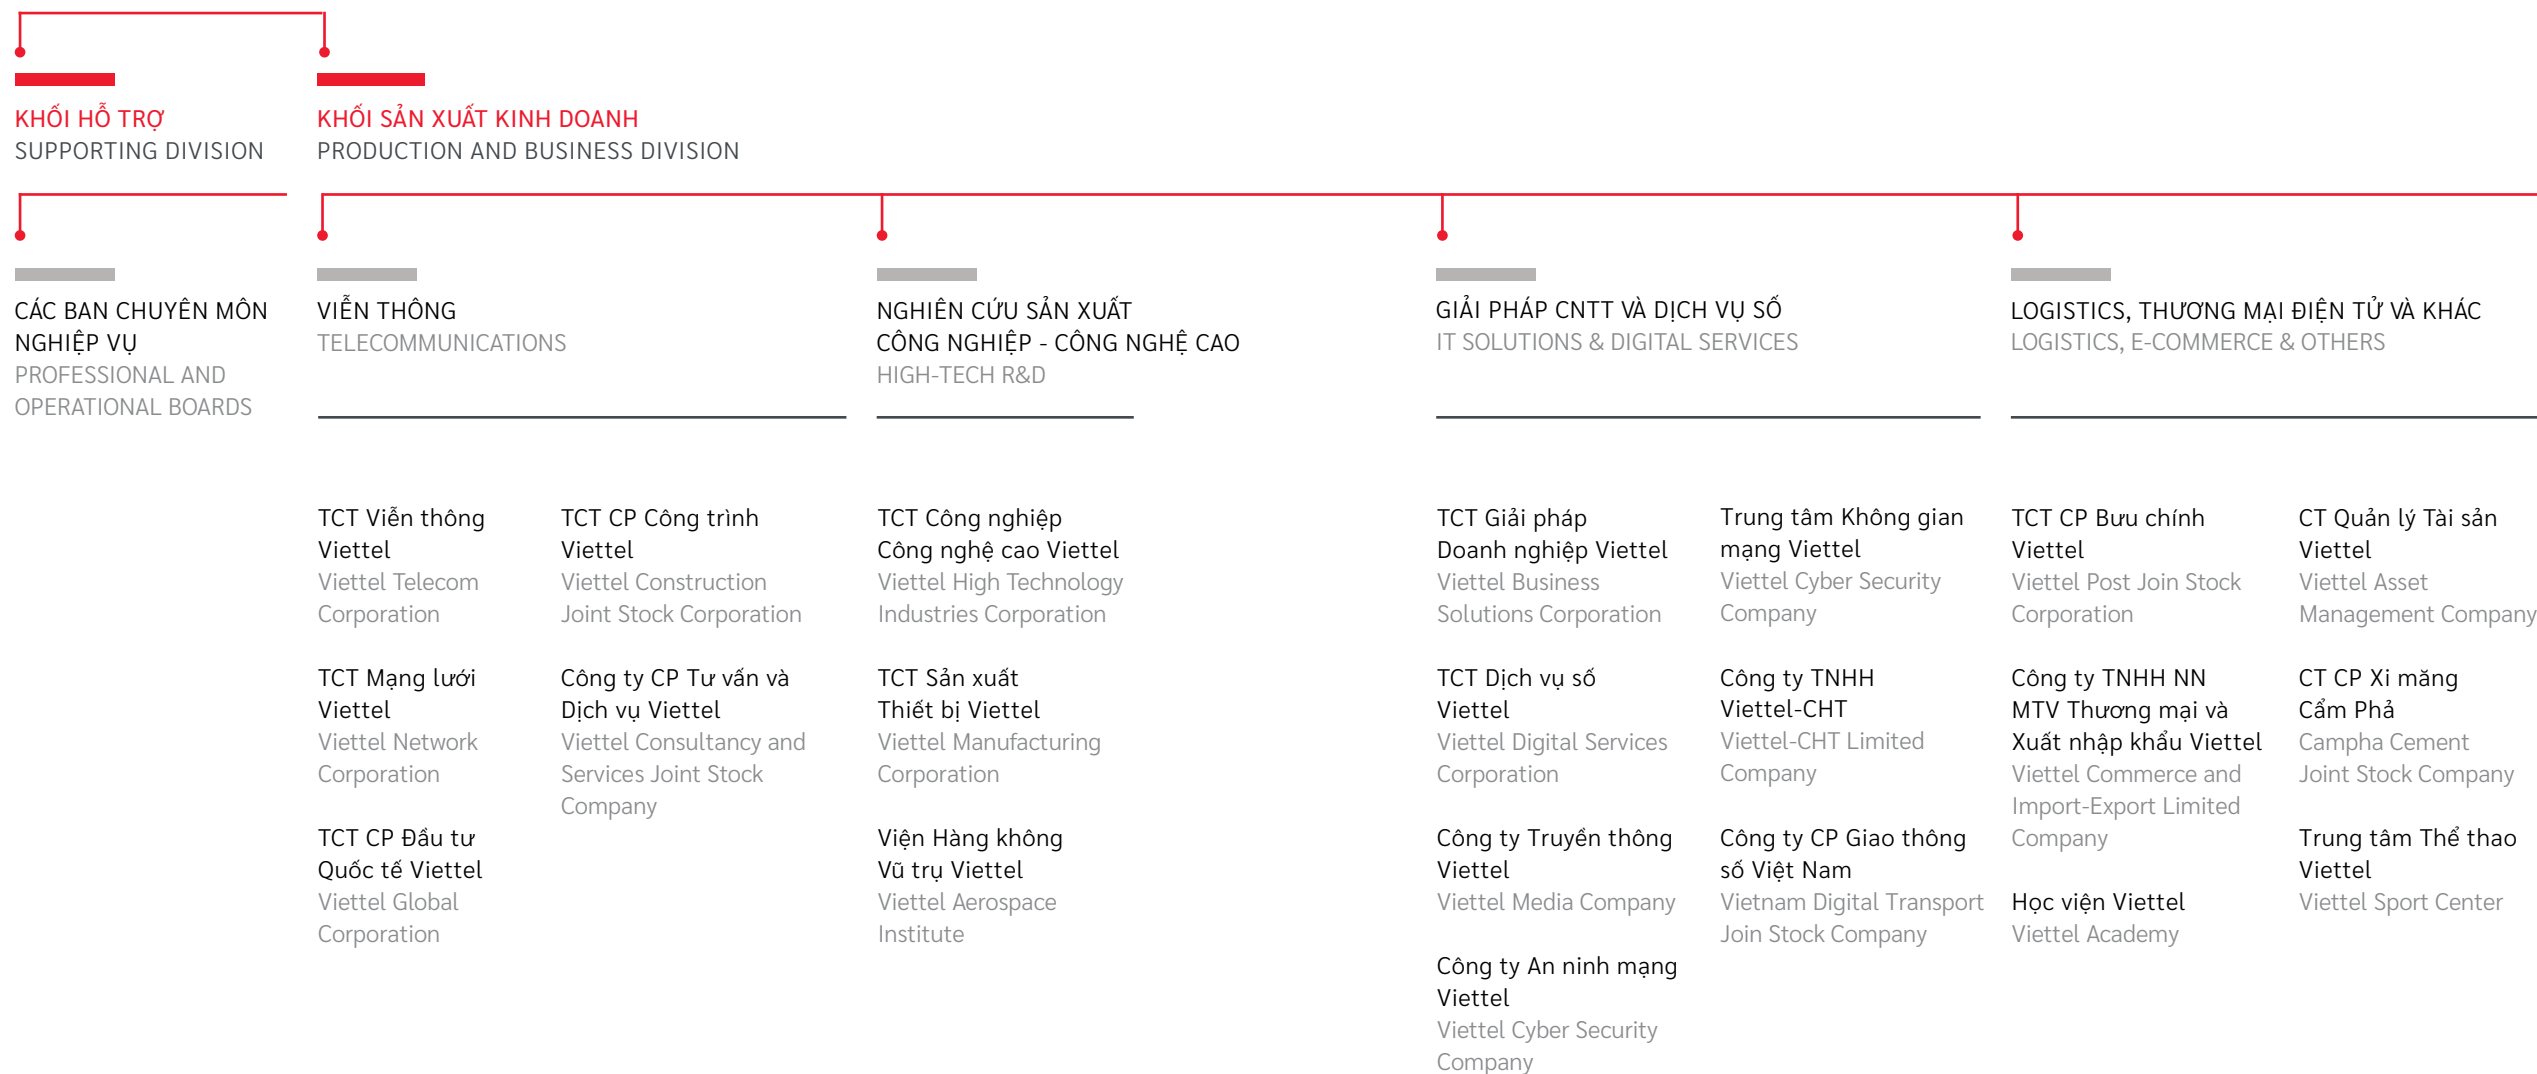 KHỐI HỖ TRỢ
SUPPORTING DIVISION
KHỐI SẢN XUẤT KINH DOANH
PRODUCTION AND BUSINESS DIVISION
CÁC BAN CHUYÊN MÔN
NGHIỆP VỤ
PROFESSIONAL AND
OPERATIONAL BOARDS
VIỄN THÔNG
TELECOMMUNICATIONS
TCT Viễn thông
Viettel
Viettel Telecom
Corporation
TCT Mạng lưới
Viettel
Viettel Network
Corporation
TCT CP Đầu tư
Quốc tế Viettel
Viettel Global
Corporation
TCT CP Công trình
Viettel
Viettel Construction
Joint Stock Corporation
Công ty CP Tư vấn và
Dịch vụ Viettel
Viettel Consultancy and
Services Joint Stock
Company
NGHIÊN CỨU SẢN XUẤT
CÔNG NGHIỆP - CÔNG NGHỆ CAO
HIGH-TECH R&D
TCT Công nghiệp
Công nghệ cao Viettel
Viettel High Technology
Industries Corporation
TCT Sản xuất
Thiết bị Viettel
Viettel Manufacturing
Corporation
Viện Hàng không
Vũ trụ Viettel
Viettel Aerospace
Institute
GIẢI PHÁP CNTT VÀ DỊCH VỤ SỐ
IT SOLUTIONS & DIGITAL SERVICES
TCT Giải pháp
Doanh nghiệp Viettel
Viettel Business
Solutions Corporation
TCT Dịch vụ số
Viettel
Viettel Digital Services
Corporation
Công ty Truyền thông
Viettel
Viettel Media Company
Công ty An ninh mạng
Viettel
Viettel Cyber Security
Company
Trung tâm Không gian
mạng Viettel
Viettel Cyber Security
Company
Công ty TNHH
Viettel-CHT
Viettel-CHT Limited
Company
Công ty CP Giao thông
số Việt Nam
Vietnam Digital Transport
Join Stock Company
LOGISTICS, THƯƠNG MẠI ĐIỆN TỬ VÀ KHÁC
LOGISTICS, E-COMMERCE & OTHERS
TCT CP Bưu chính
Viettel
Viettel Post Join Stock
Corporation
Công ty TNHH NN
MTV Thương mại và
Xuất nhập khẩu Viettel
Viettel Commerce and
Import-Export Limited
Company
Học viện Viettel
Viettel Academy
CT Quản lý Tài sản
Viettel
Viettel Asset
Management Company
CT CP Xi măng
Cẩm Phả
Campha Cement
Joint Stock Company
Trung tâm Thể thao
Viettel
Viettel Sport Center